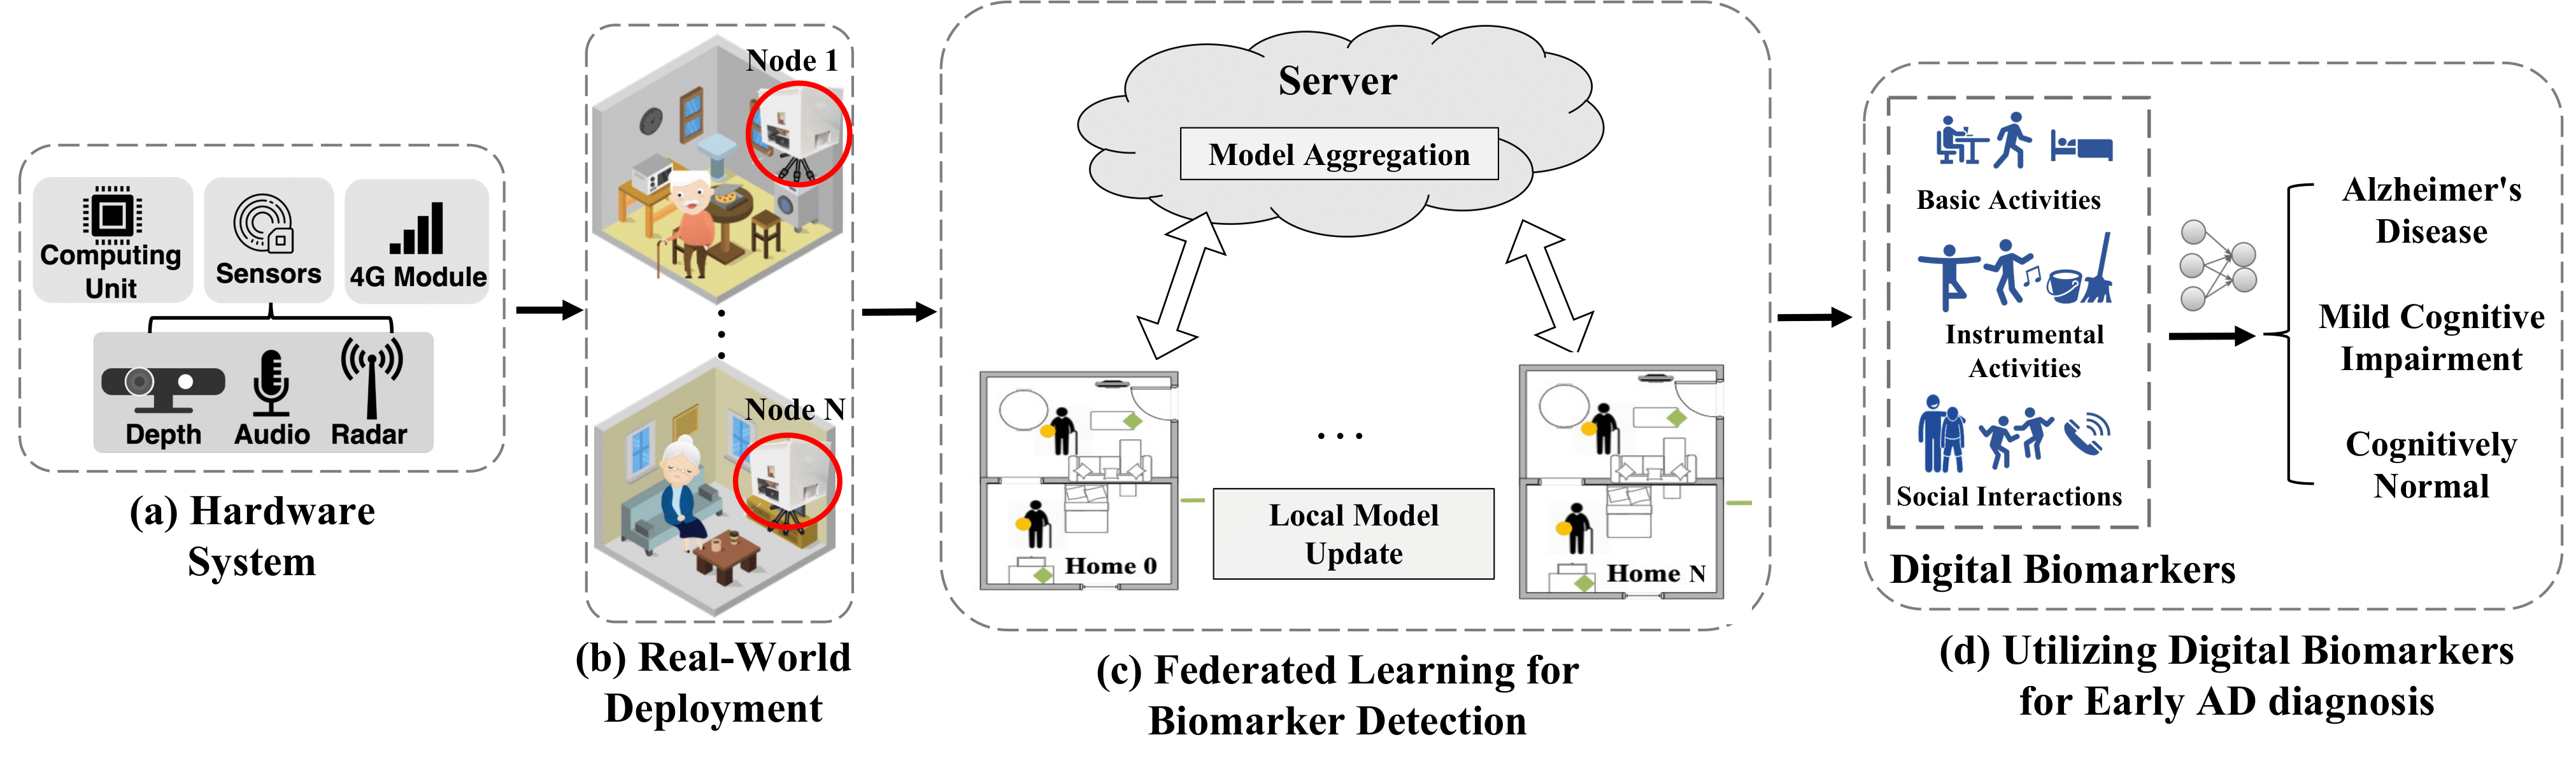 Computing
Unit
Sensors
4G Module
Depth
Audio
Radar
(a) Hardware
System
Node 1
Node N
(b) Real-World
Deployment
Server
Model Aggregation
...
Local Model
Update
Home 0
Home N
(c) Federated Learning for
Biomarker Detection
Basic Activities
Instrumental
Activities
Social Interactions
Digital Biomarkers
Alzheimer's
Disease
Mild Cognitive
Impairment
Cognitively
Normal
(d) Utilizing Digital Biomarkers
for Early AD diagnosis